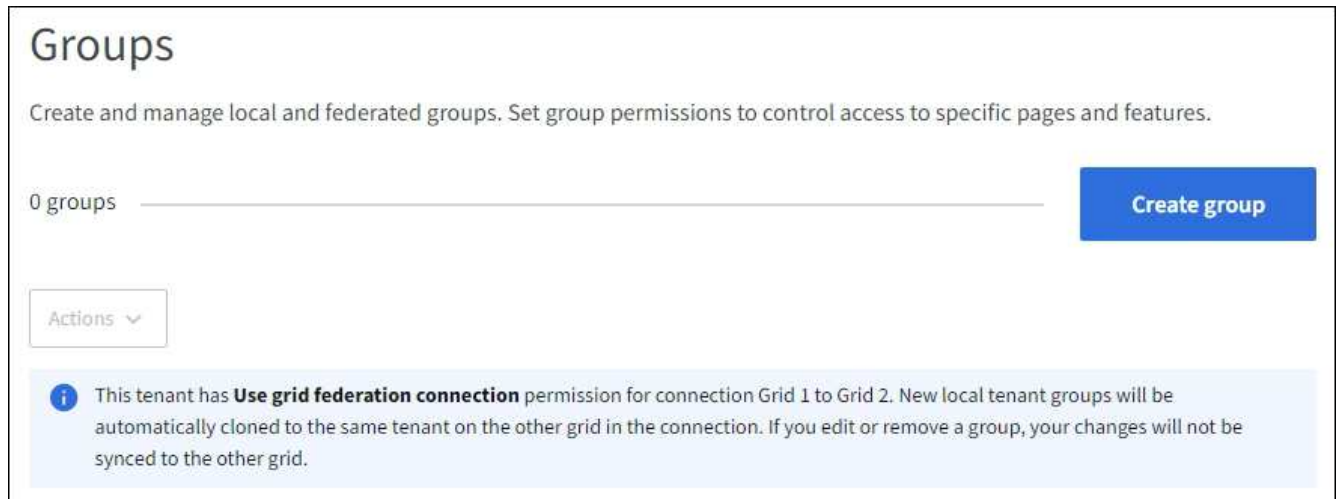 Groups
Create and manage local and federated groups. Set group permissions to control access to specific pages and features.
0 groups
Create group
Actions
This tenant has Use grid federation connection permission for connection Grid 1 to Grid 2. New local tenant groups will be
automatically cloned to the same tenant on the other grid in the connection. If you edit or remove a group, your changes will not be
synced to the other grid.